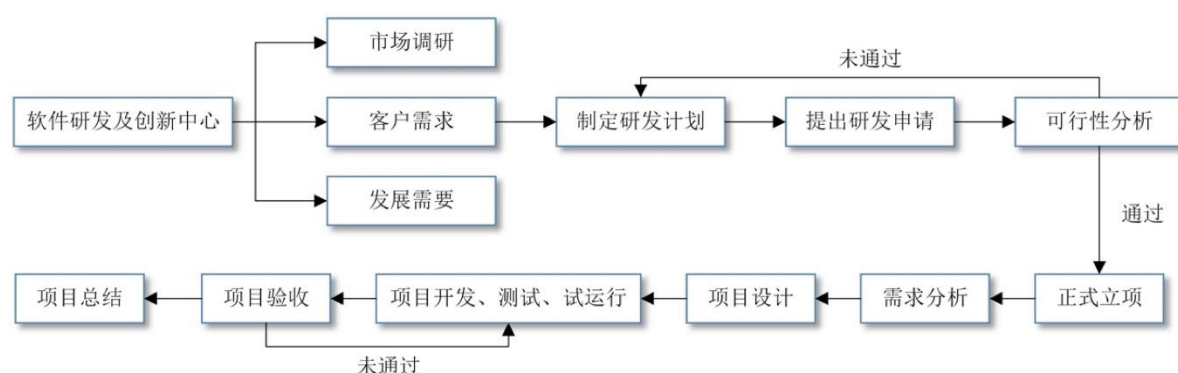 市场调研
未通过
软件研发及创新中心
客户需求
制定研发计划
提出研发申请
可行性分析
发展需要
通过
项目总结
项目验收
项目开发、测试、试运行
项目设计
需求分析
正式立项
未通过